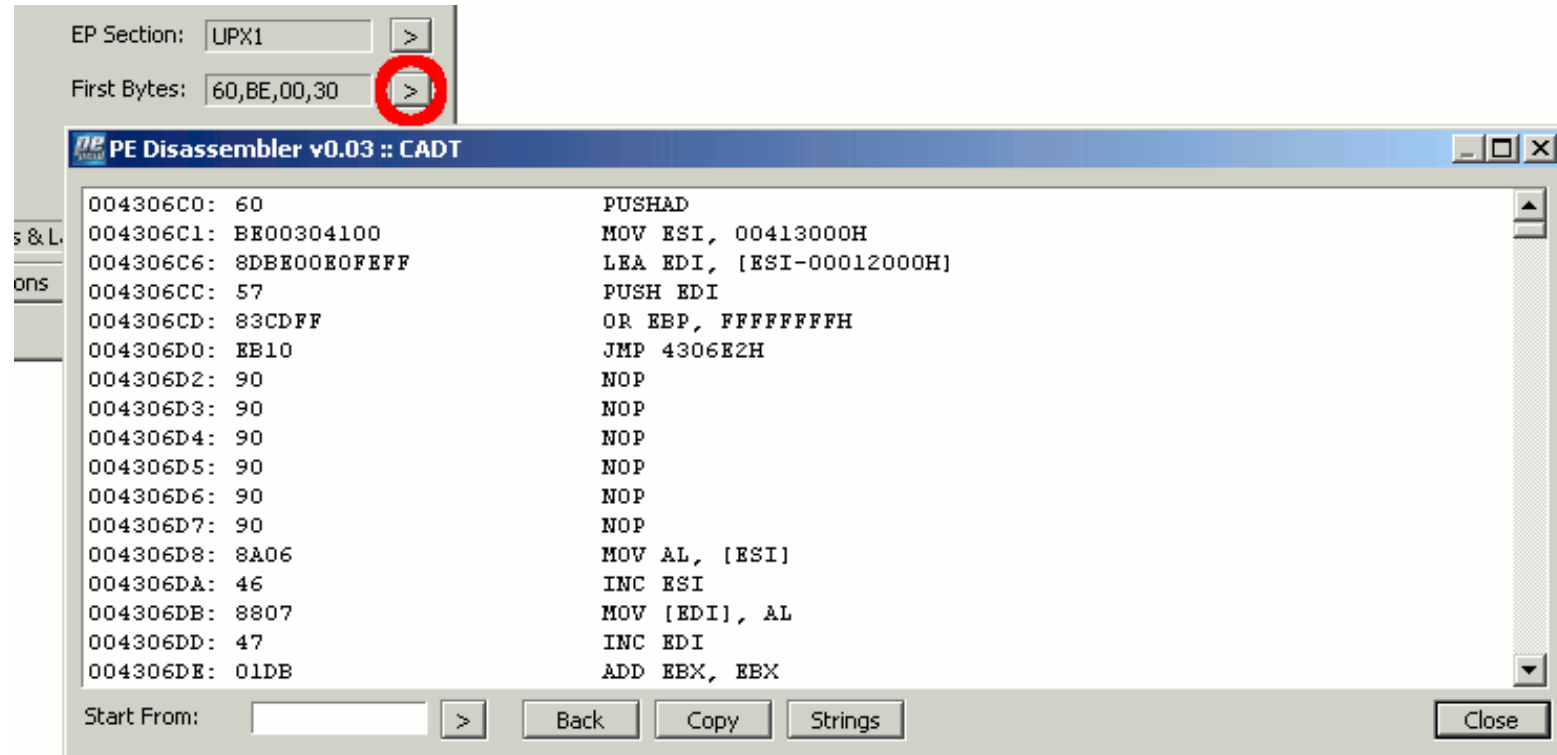 EP Section: UPX1 >
First Bytes: 60,BE,00,30 >
PE Disassembler v0.03 :: CADT
004306C0: 60 PUSHAD
004306C1: BE00304100 MOV ESI, 00413000H
004306C6: 8DBE00E0FEFF LEA EDI, [ESI-00012000H]
004306CC: 57 PUSH EDI
004306CD: 83CDFF OR EBP, FFFFFFFFH
004306D0: EB10 JMP 4306E2H
004306D2: 90 NOP
004306D3: 90 NOP
004306D4: 90 NOP
004306D5: 90 NOP
004306D6: 90 NOP
004306D7: 90 NOP
004306D8: 8A06 MOV AL, [ESI]
004306DA: 46 INC ESI
004306DB: 8807 MOV [EDI], AL
004306DD: 47 INC EDI
004306DE: 01DB ADD EBX, EBX
s & L
ons
Start From: > Back Copy Strings Close